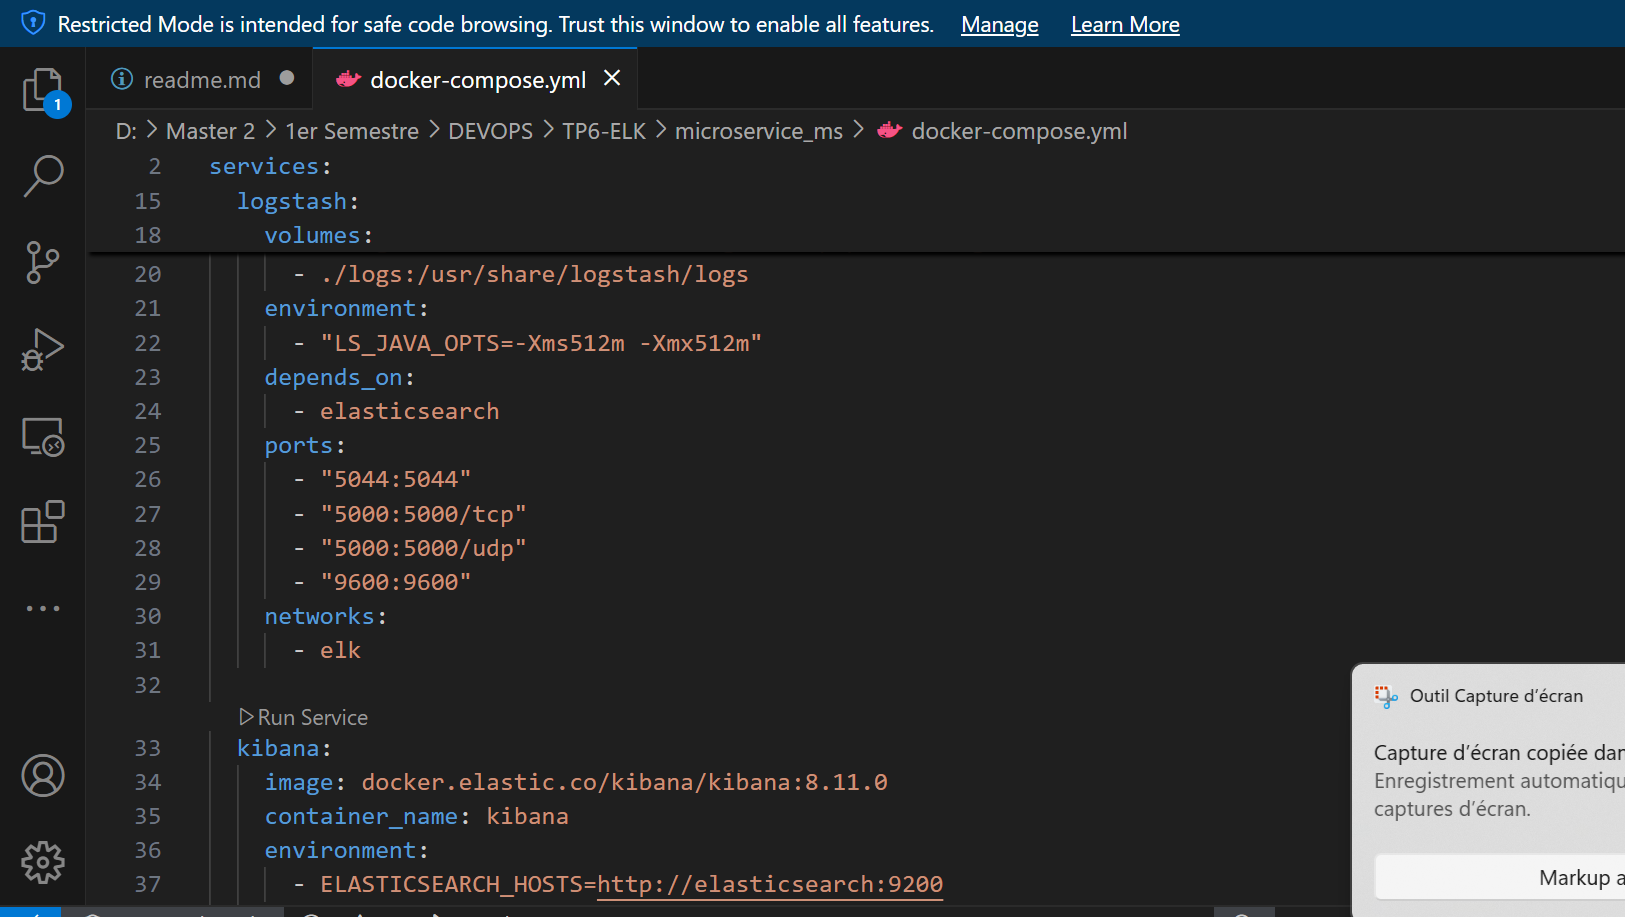 Restricted Mode is intended for safe code browsing. Trust this window to enable all features. Manage Learn More
readme.md docker-compose.yml
D: > Master 2 > 1er Semestre > DEVOPS > TP6-ELK > microservice_ms > docker-compose.yml
1
2 services:
15 logstash:
18 volumes:
20 - ./logs:/usr/share/logstash/logs
21 environment:
22 - "LS_JAVA_OPTS=-Xms512m -Xmx512m"
23 depends_on:
24 - elasticsearch
25 ports:
26 - "5044:5044"
27 - "5000:5000/tcp"
28 - "5000:5000/udp"
29 - "9600:9600"
30 networks:
31 - elk
32
Run Service
33 kibana:
34 image: docker.elastic.co/kibana/kibana:8.11.0
35 container_name: kibana
36 environment:
37 - ELASTICSEARCH_HOSTS=http://elasticsearch:9200
Outil Capture d'écran
Capture d'écran copiée dan
Enregistrement automatiqu
captures d'écran.
Markup a